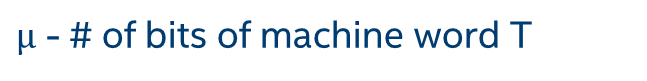 μ - # of bits of machine word T